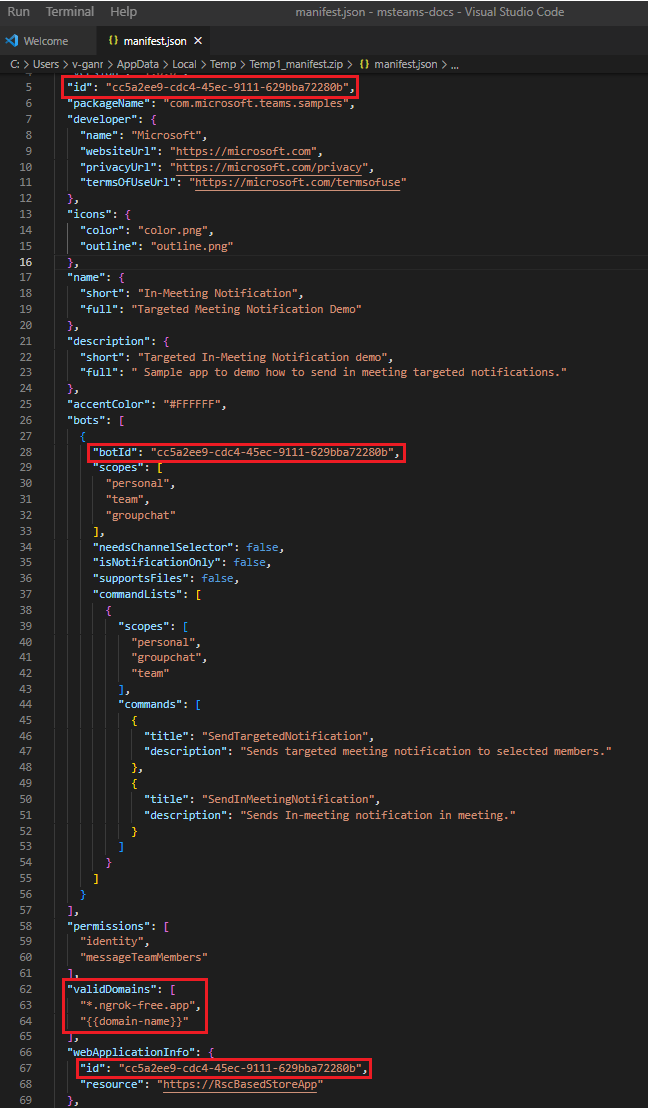 Run Terminal Help manifest.json - msteams-docs - Visual Studio Code
Welcome {} manifest.json ×
C: > Users > v-ganr > AppData > Local > Temp > Temp1_manifest.zip > {} manifest.json > ...
5 "id": "cc5a2ee9-cdc4-45ec-9111-629bba72280b",
6 "packageName": "com.microsoft.teams.samples",
7 "developer": {
8 "name": "Microsoft",
9 "websiteUrl": "https://microsoft.com",
10 "privacyUrl": "https://microsoft.com/privacy",
11 "termsOfUseUrl": "https://microsoft.com/termsofuse"
12 },
13 "icons": {
14 "color": "color.png",
15 "outline": "outline.png"
16 },
17 "name": {
18 "short": "In-Meeting Notification",
19 "full": "Targeted Meeting Notification Demo"
20 },
21 "description": {
22 "short": "Targeted In-Meeting Notification demo",
23 "full": " Sample app to demo how to send in meeting targeted notifications."
24 },
25 "accentColor": "#FFFFFF",
26 "bots": [
27 {
28 "botId": "cc5a2ee9-cdc4-45ec-9111-629bba72280b",
29 "scopes": [
30 "personal",
31 "team",
32 "groupchat"
33 ],
34 "needsChannelSelector": false,
35 "isNotificationOnly": false,
36 "supportsFiles": false,
37 "commandLists": [
38 {
39 "scopes": [
40 "personal",
41 "groupchat",
42 "team"
43 ],
44 "commands": [
45 {
46 "title": "SendTargetedNotification",
47 "description": "Sends targeted meeting notification to selected members."
48 },
49 {
50 "title": "SendInMeetingNotification",
51 "description": "Sends In-meeting notification in meeting."
52 }
53 ]
54 }
55 ]
56 }
57 ],
58 "permissions": [
59 "identity",
60 "messageTeamMembers"
61 ],
62 "validDomains": [
63 "*.ngrok-free.app",
64 "{{domain-name}}"
65 ],
66 "webApplicationInfo": {
67 "id": "cc5a2ee9-cdc4-45ec-9111-629bba72280b",
68 "resource": "https://RscBasedStoreApp"
69 },